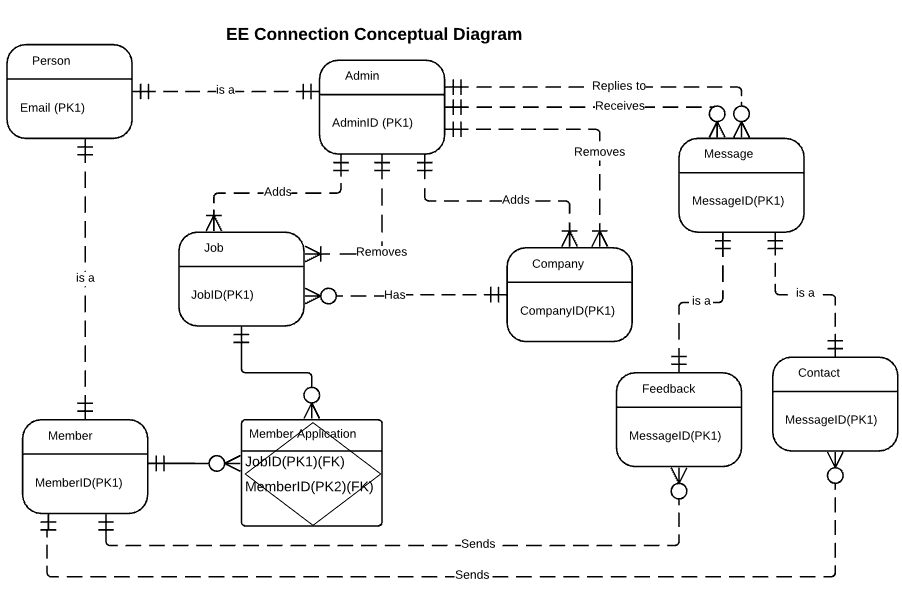 EE Connection Conceptual Diagram
Person
Email (PK1)
is a
Admin
AdminID (PK1)
Replies to
Receives
Removes
Message
MessageID(PK1)
Adds
Adds
Job
JobID(PK1)
Removes
Has
Company
CompanyID(PK1)
is a
is a
is a
Feedback
MessageID(PK1)
Contact
MessageID(PK1)
Member
MemberID(PK1)
Member Application
JobID(PK1)(FK)
MemberID(PK2)(FK)
Sends
Sends